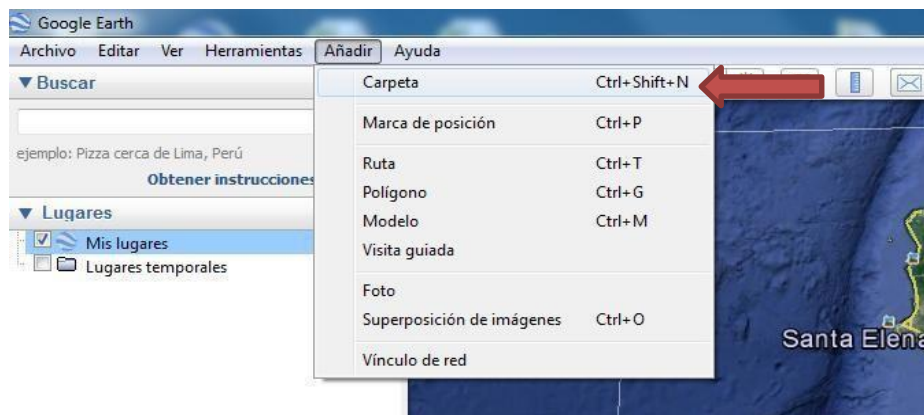 Google Earth
Archivo Editar Ver Herramientas Añadir Ayuda
▼ Buscar
ejemplo: Pizza cerca de Lima, Perú
Obtener instrucciones
▼ Lugares
Mis lugares
Lugares temporales
Carpeta Ctrl+Shift+N
Marca de posición Ctrl+P
Ruta Ctrl+T
Polígono Ctrl+G
Modelo Ctrl+M
Visita guiada
Foto
Superposición de imágenes Ctrl+O
Vínculo de red
Santa Elena